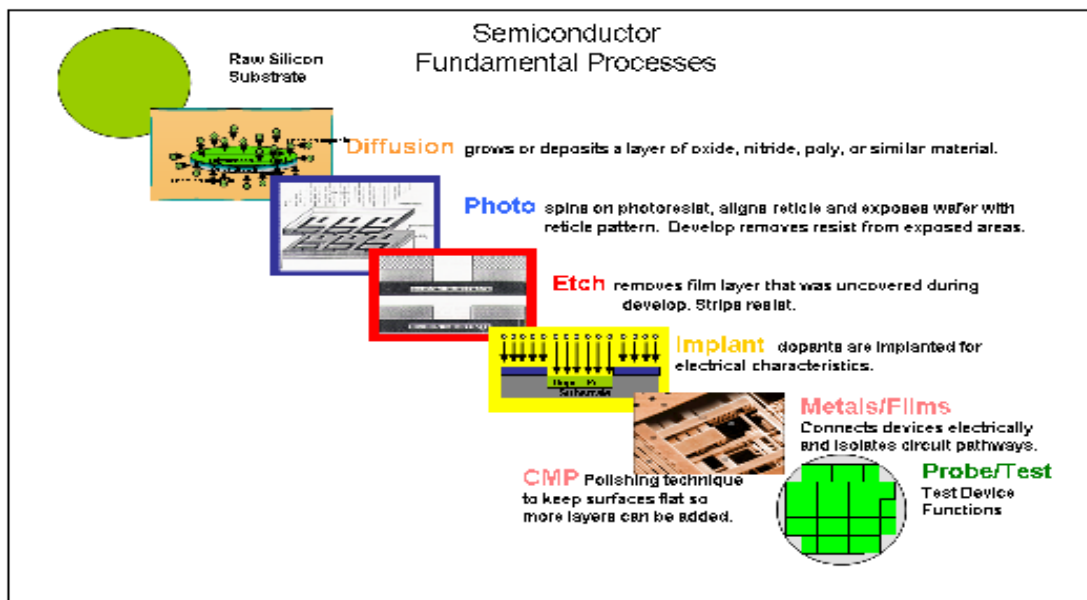 Semiconductor
Fundamental Processes
Raw Silicon
Substrate
Diffusion grows or deposits a layer of oxide, nitride, poly, or similar material.
Photo spins on photoresist, aligns reticle and exposes wafer with
reticle pattern. Develop removes resist from exposed areas.
Etch removes film layer that was uncovered during
develop. Strips resist.
Implant dopants are implanted for
electrical characteristics.
Substrate
Metals/Films
Connects devices electrically
and isolates circuit pathways.
CMP Polishing technique
to keep surfaces flat so
more layers can be added.
Probe/Test
Test Device
Functions